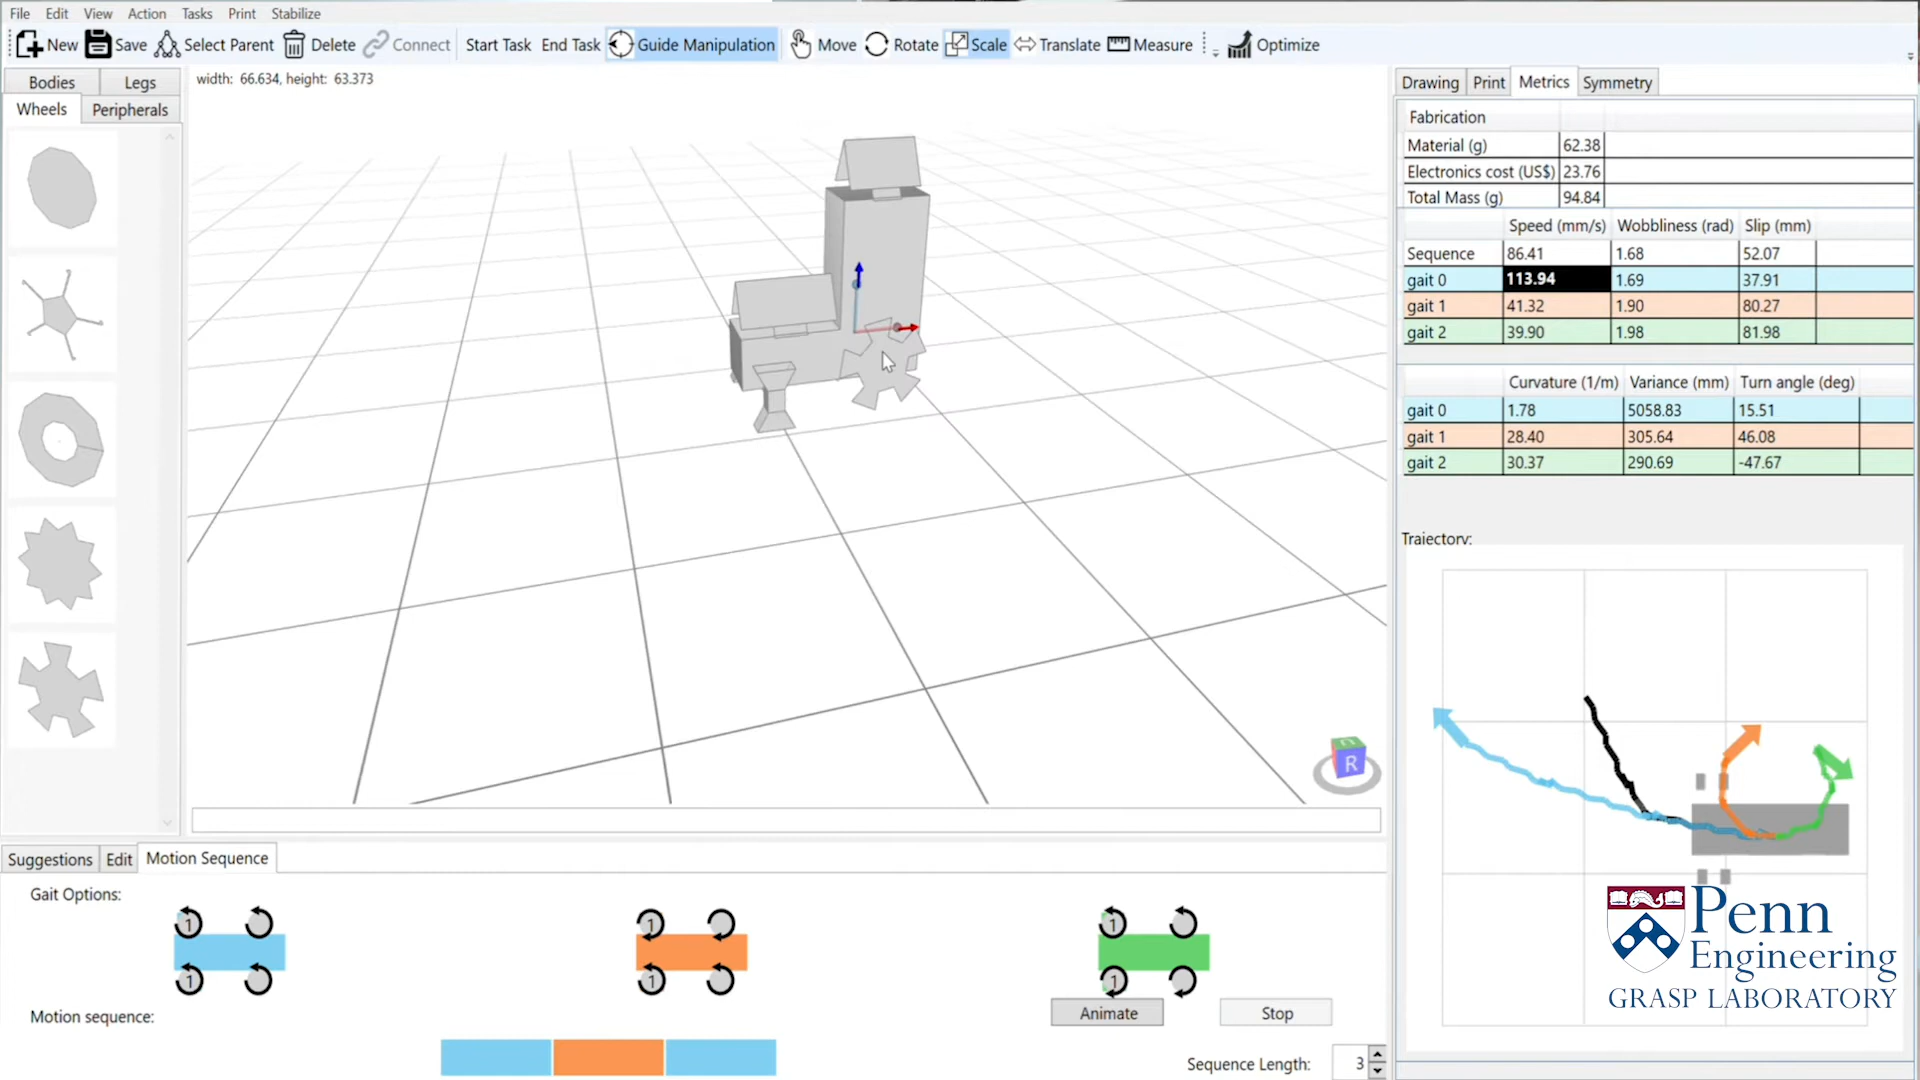 File Edit View Action Tasks Print Stabilize
New Save Select Parent Delete Connect Start Task End Task Guide Manipulation Move Rotate Scale Translate Measure Optimize
Bodies Legs
Wheels Peripherals
width: 66.634, height: 63.373
Drawing Print Metrics Symmetry
Fabrication
Material (g) 62.38
Electronics cost (US$) 23.76
Total Mass (g) 94.84
Speed (mm/s) Wobbliness (rad) Slip (mm)
Sequence 86.41 1.68 52.07
gait 0 113.94 1.69 37.91
gait 1 41.32 1.90 80.27
gait 2 39.90 1.98 81.98
Curvature (1/m) Variance (mm) Turn angle (deg)
gait 0 1.78 5058.83 15.51
gait 1 28.40 305.64 46.08
gait 2 30.37 290.69 -47.67
Trajectory:
R
Penn
Engineering
GRASP LABORATORY
Suggestions Edit Motion Sequence
Gait Options:
1 1 1
1 1 1
Animate Stop
Motion sequence:
Sequence Length: 3